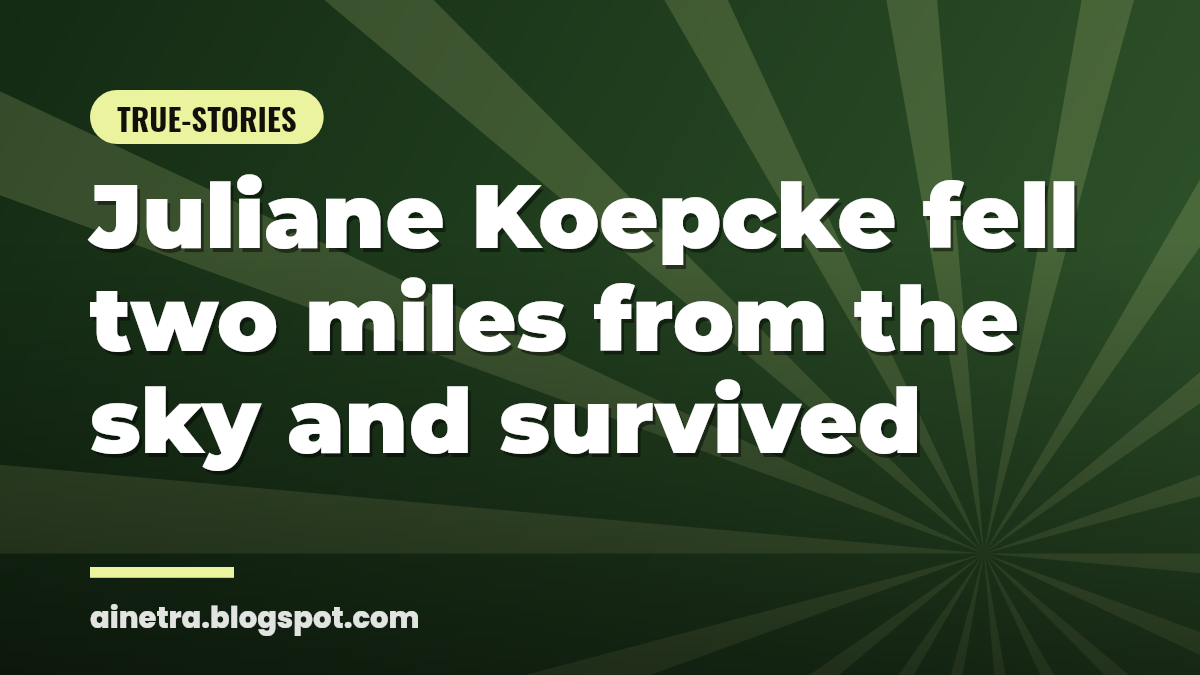 TRUE-STORIES
Juliane Koepcke fell
two miles from the
sky and survived
ainetra.blogspot.com